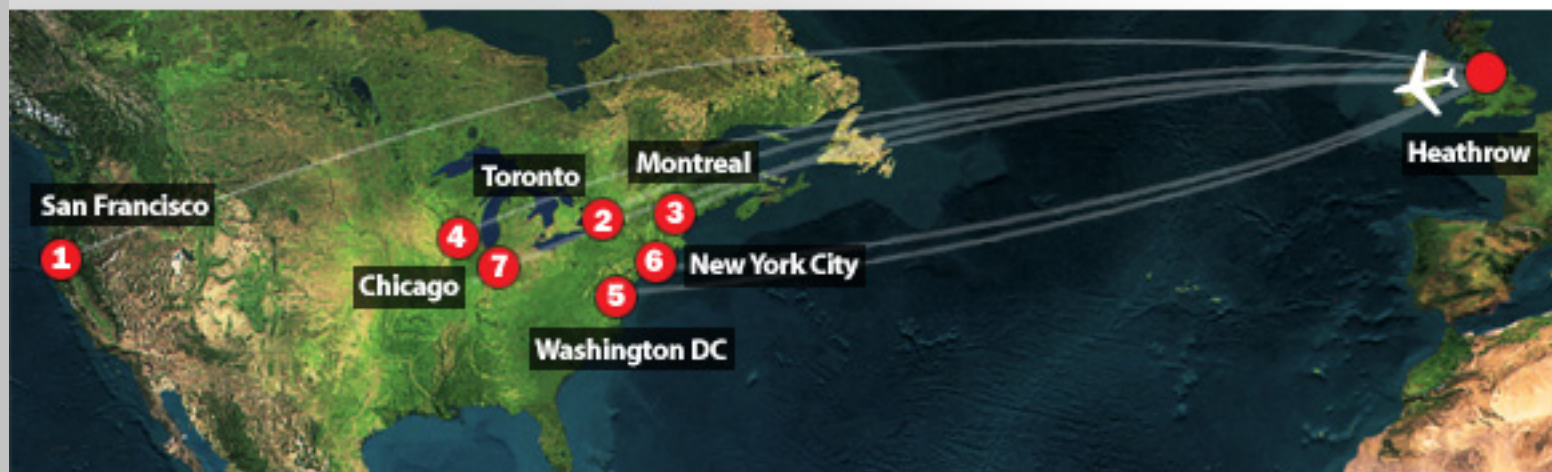 Montreal
Heathrow
Toronto
San Francisco
3
2
4
1
6
New York City
7
Chicago
5
Washington DC